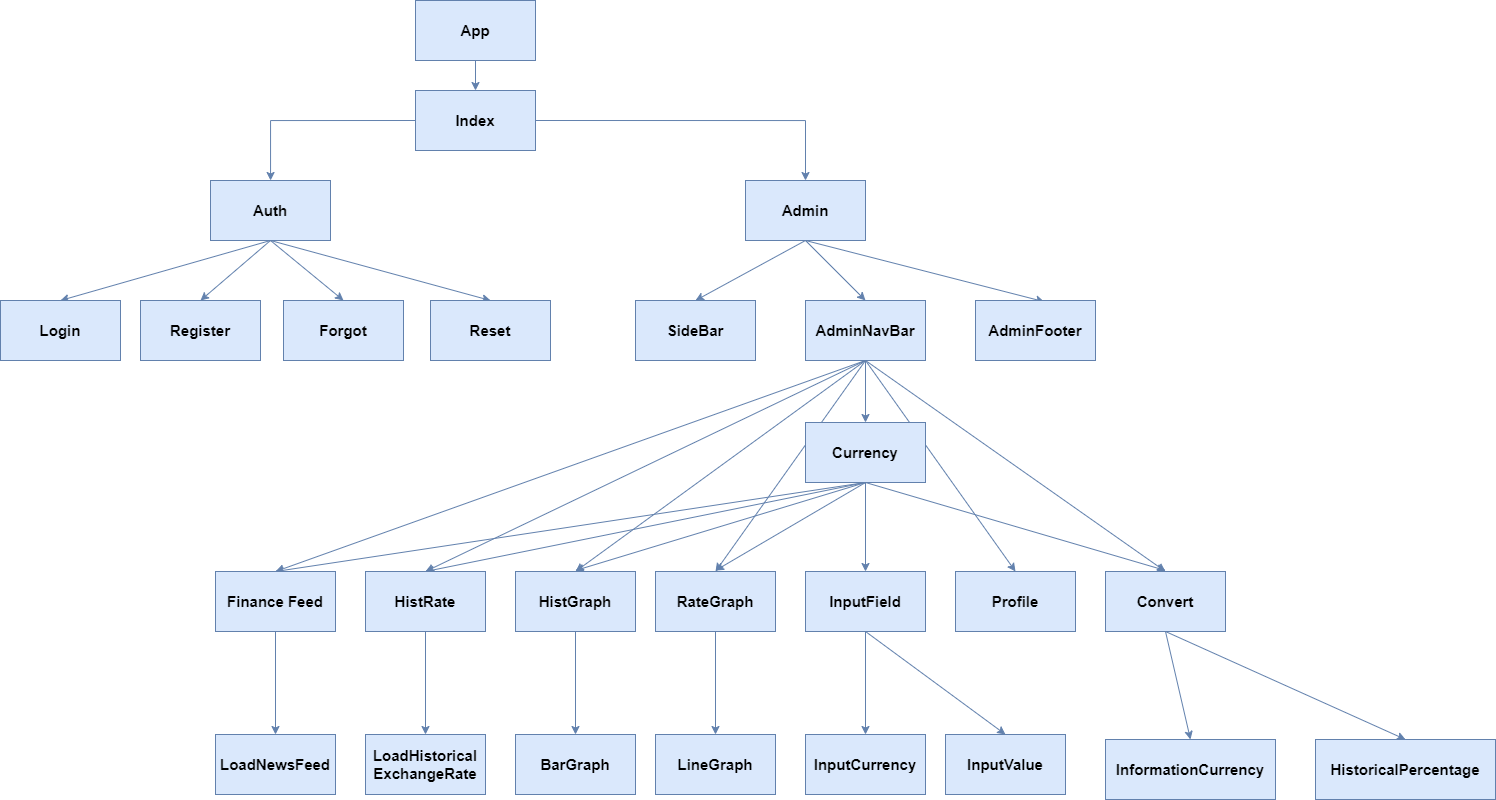 App
Index
Auth
Admin
Login
Register
Forgot
Reset
SideBar
AdminNavBar
AdminFooter
Currency
Finance Feed
HistRate
HistGraph
RateGraph
InputField
Profile
Convert
LoadNewsFeed
LoadHistorical
ExchangeRate
BarGraph
LineGraph
InputCurrency
InputValue
InformationCurrency
HistoricalPercentage